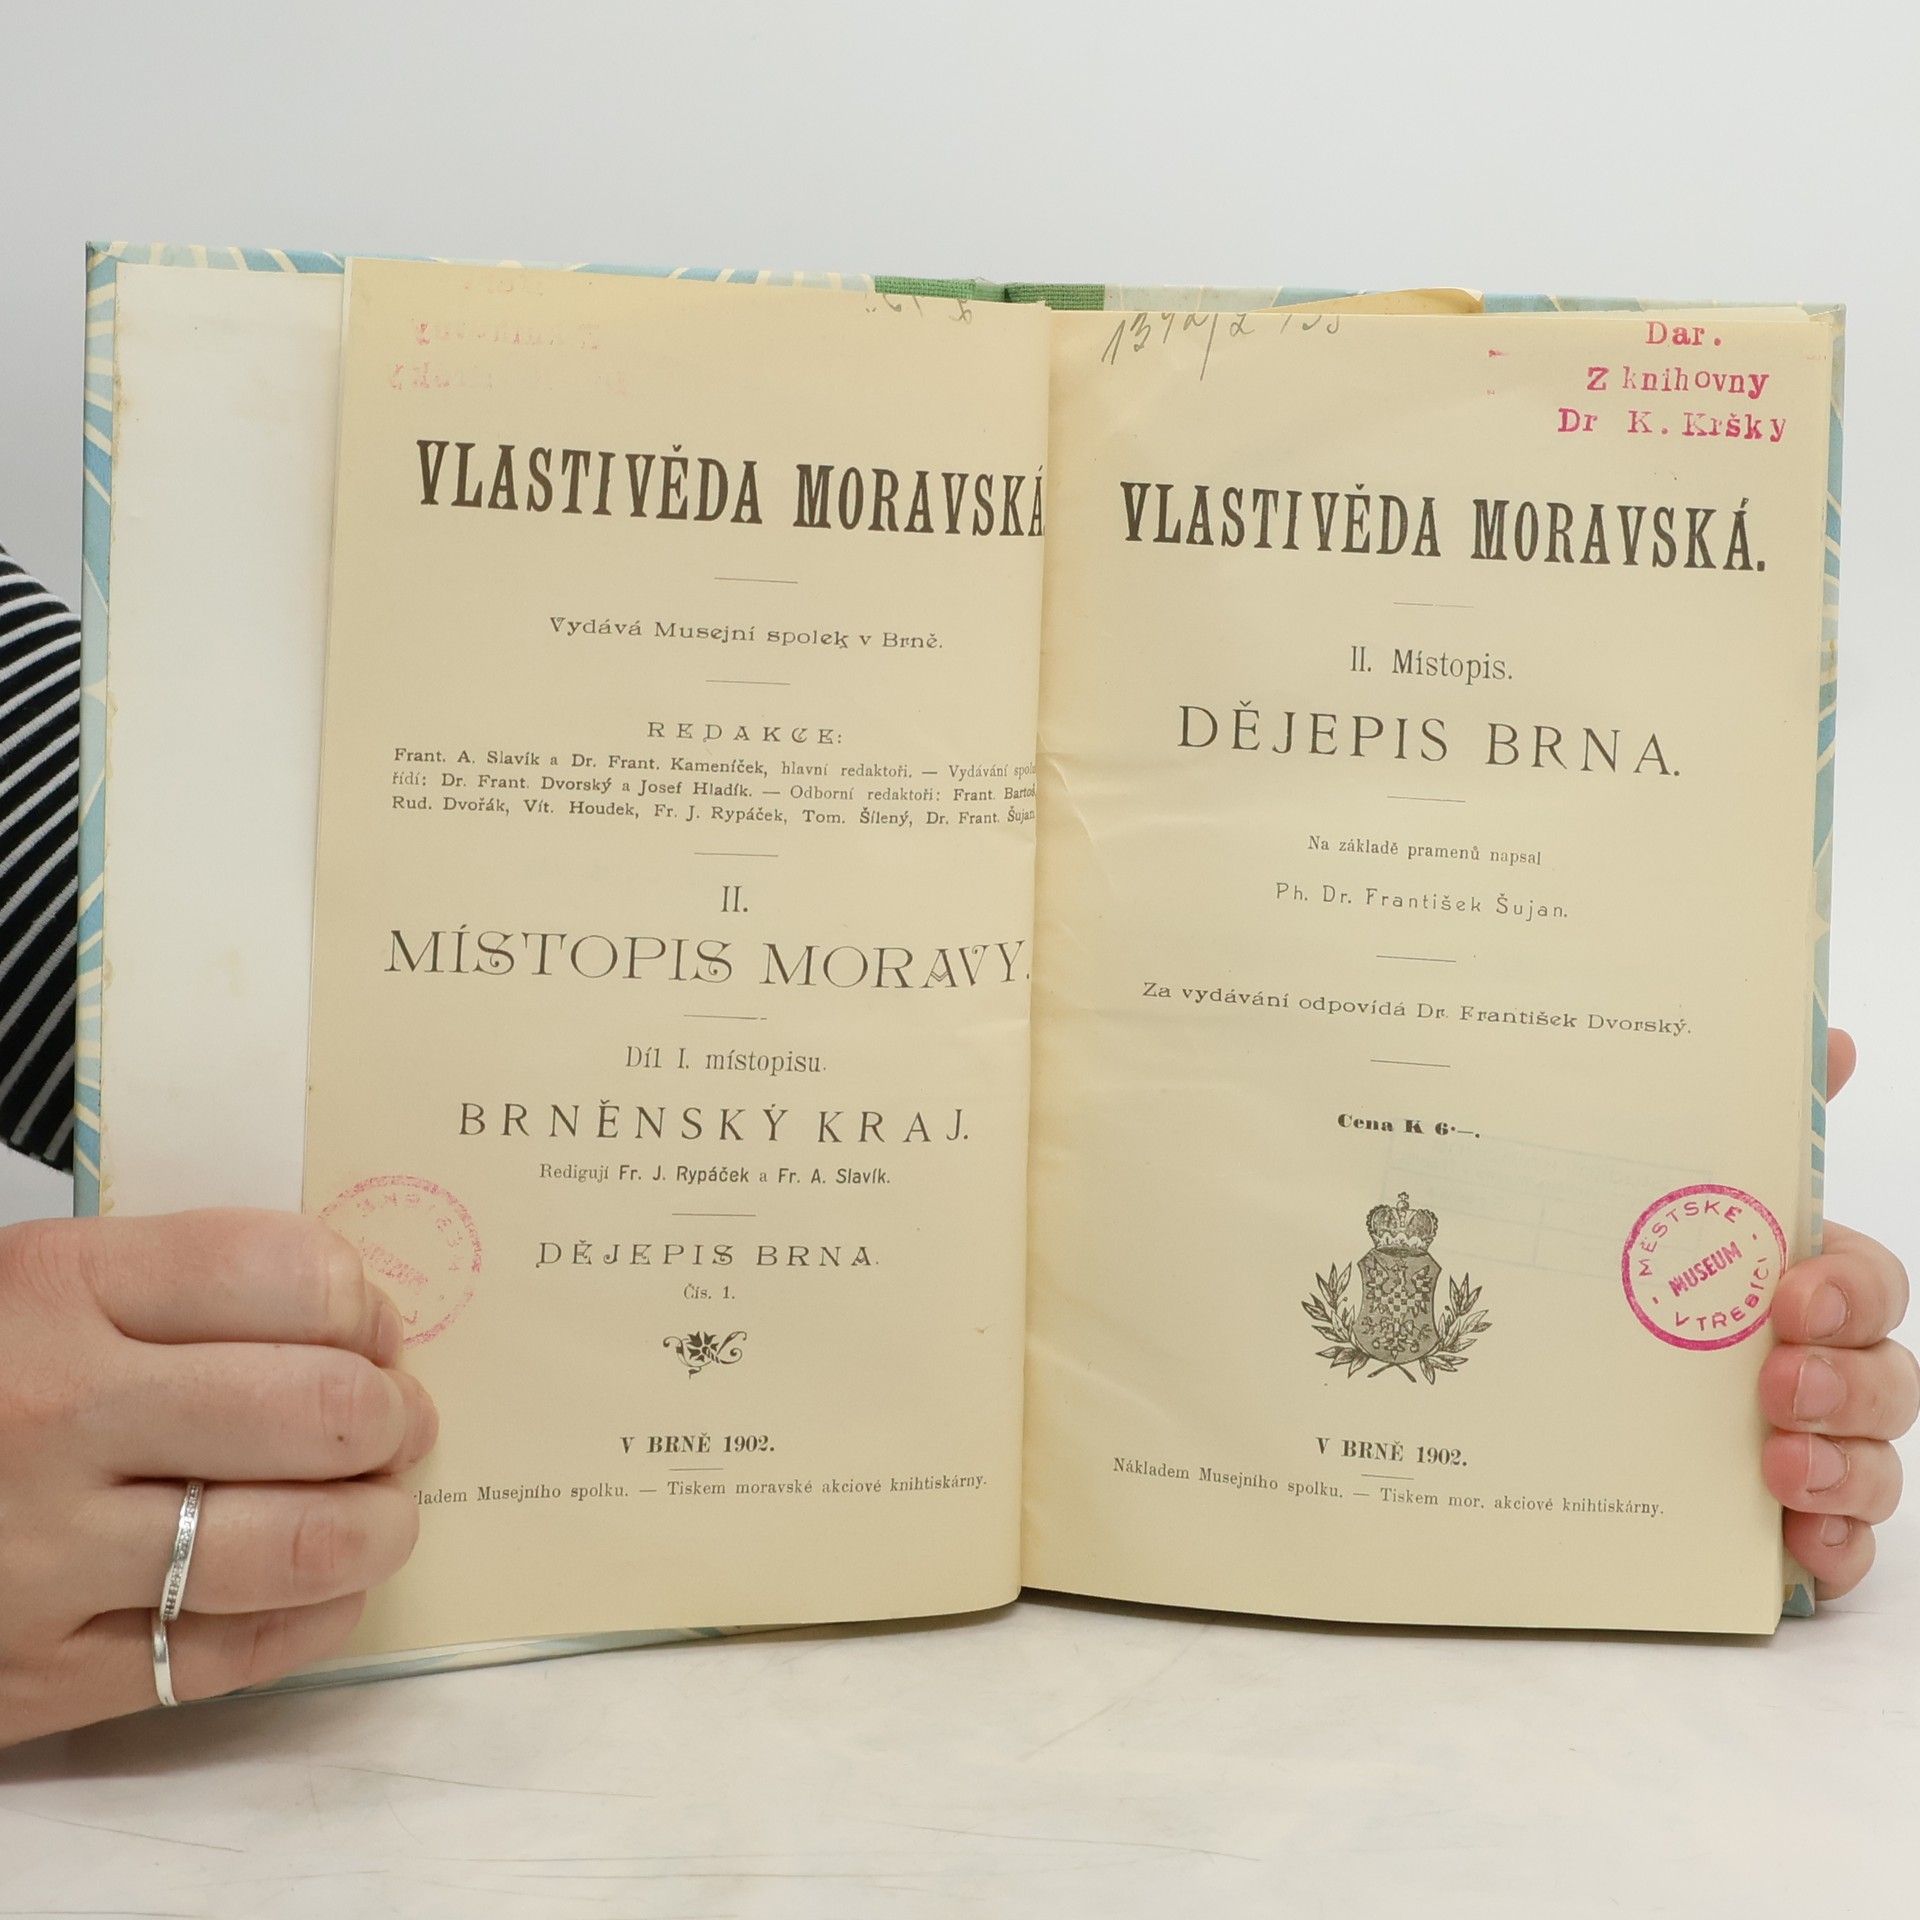 VLASTIVĚDA MORAVSKÁ
Vydává Musejní spolek v Brně.
REDAKCE:
Frant. A. Slavík a Dr. Frant. Kameníček, hlavní redaktoři. — Vydávání
řídí: Dr. Frant. Dvorský a Josef Hladík. — Odborní redaktoři: Frant. Bartoš
Rud. Dvořák, Vít. Houdek, Fr. J. Rypáček, Tom. Šílený, Dr. Frant. Šujan
II.
MÍSTOPIS MORAVY.
Díl I. místopisu.
BRNĚNSKÝ KRAJ.
Redigují Fr. J. Rypáček a Fr. A. Slavík.
DĚJEPIS BRNA.
Čís. 1.
V BRNĚ 1902.
Musejního spolku. — Tiskem moravské akciové knihtiskárny.
Dar.
Z knihovny
Dr K. Kršky
VLASTIVĚDA MORAVSKÁ.
II. Místopis.
DĚJEPIS BRNA.
Na základě pramenů napsal
Ph. Dr. František Šujan.
Za vydávání odpovídá Dr. František Dvorský.
Cena K 6·—.
MĚSTSKÉ
MUSEUM
V TŘEBÍČI
V BRNĚ 1902.
Nákladem Musejního spolku. — Tiskem mor. akciové knihtiskárny.